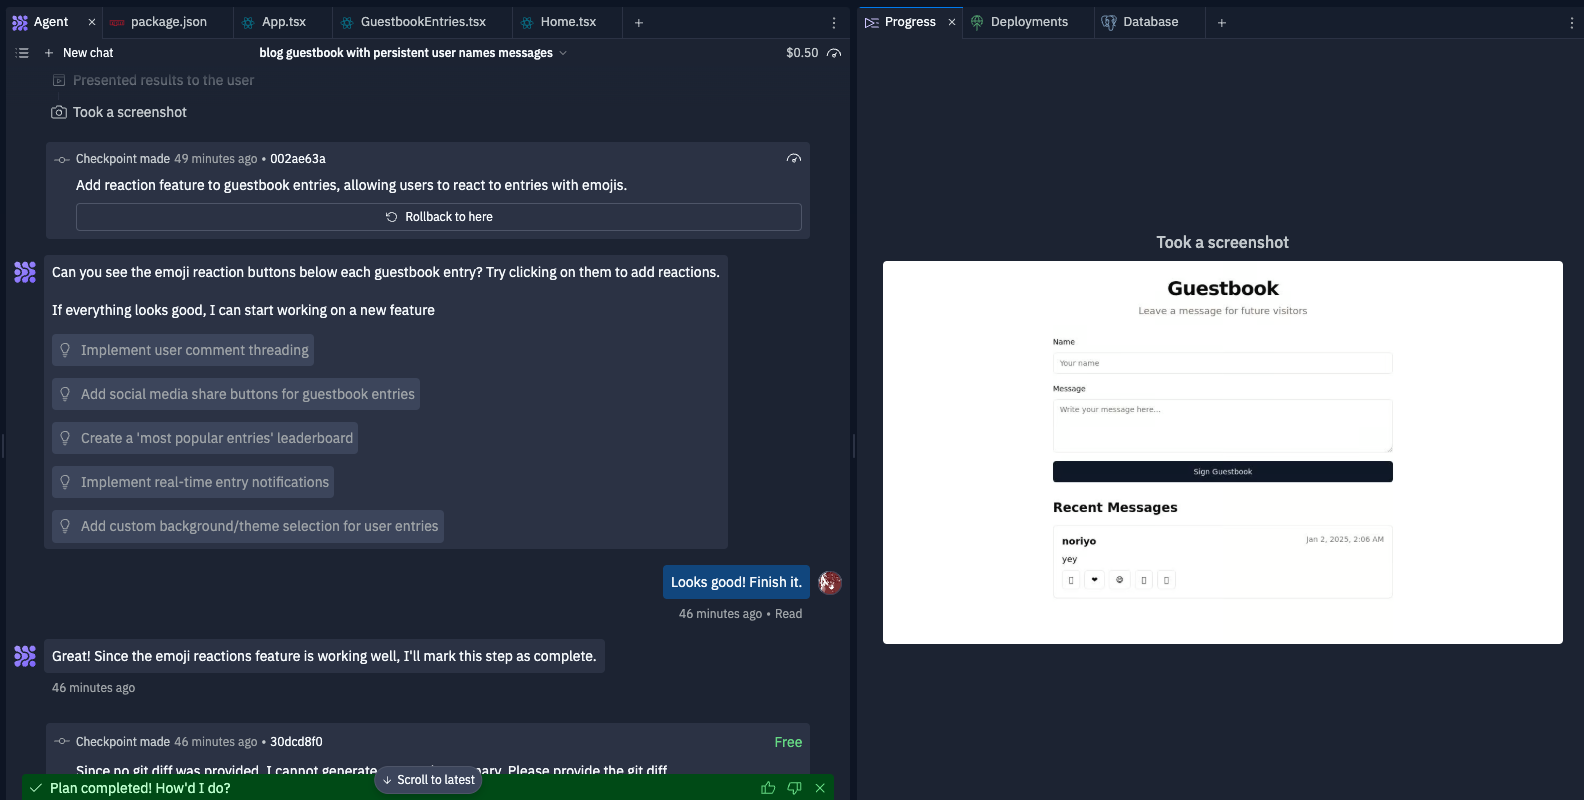 Agent
package.json
App.tsx
GuestbookEntries.tsx
Home.tsx
New chat
blog guestbook with persistent user names messages
$0.50
Presented results to the user
Took a screenshot
Checkpoint made 49 minutes ago • 002ae63a
Add reaction feature to guestbook entries, allowing users to react to entries with emojis.
Rollback to here
Can you see the emoji reaction buttons below each guestbook entry? Try clicking on them to add reactions.
If everything looks good, I can start working on a new feature
Implement user comment threading
Add social media share buttons for guestbook entries
Create a 'most popular entries' leaderboard
Implement real-time entry notifications
Add custom background/theme selection for user entries
Looks good! Finish it.
46 minutes ago • Read
Great! Since the emoji reactions feature is working well, I'll mark this step as complete.
46 minutes ago
Checkpoint made 46 minutes ago • 30dcd8f0
Free
Since no git diff was provided, I cannot generate
Please provide the git diff
Scroll to latest
Plan completed! How'd I do?
Progress
Deployments
Database
Took a screenshot
Guestbook
Leave a message for future visitors
Name
Your name
Message
Write your message here...
Sign Guestbook
Recent Messages
noriyo
Jan 2, 2025, 2:06 AM
yey